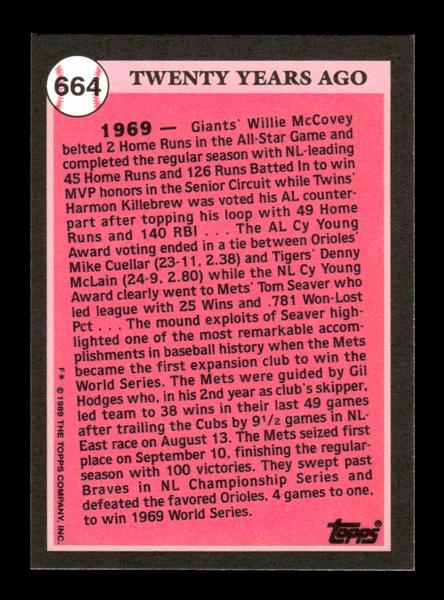 664
TWENTY YEARS AGO
1969 — Giants' Willie McCovey
belted 2 Home Runs in the All-Star Game and
completed the regular season with NL-leading
45 Home Runs and 126 Runs Batted In to win
MVP honors in the Senior Circuit while Twins'
Harmon Killebrew was voted his AL counter-
part after topping his loop with 49 Home
Runs and 140 RBI . . . The AL Cy Young
Award voting ended in a tie between Orioles'
Mike Cuellar (23-11, 2.38) and Tigers' Denny
McLain (24-9, 2.80) while the NL Cy Young
Award clearly went to Mets' Tom Seaver who
led league with 25 Wins and .781 Won-Lost
Pct . . . The mound exploits of Seaver high-
lighted one of the most remarkable accom-
plishments in baseball history when the Mets
became the first expansion club to win the
World Series. The Mets were guided by Gil
Hodges who, in his 2nd year as club's skipper,
led team to 38 wins in their last 49 games
after trailing the Cubs by 9 1/2 games in NL-
East race on August 13. The Mets seized first
place on September 10, finishing the regular-
season with 100 victories. They swept past
Braves in NL Championship Series and
defeated the favored Orioles, 4 games to one,
to win 1969 World Series.
F* © 1989 THE TOPPS COMPANY, INC.
topps®